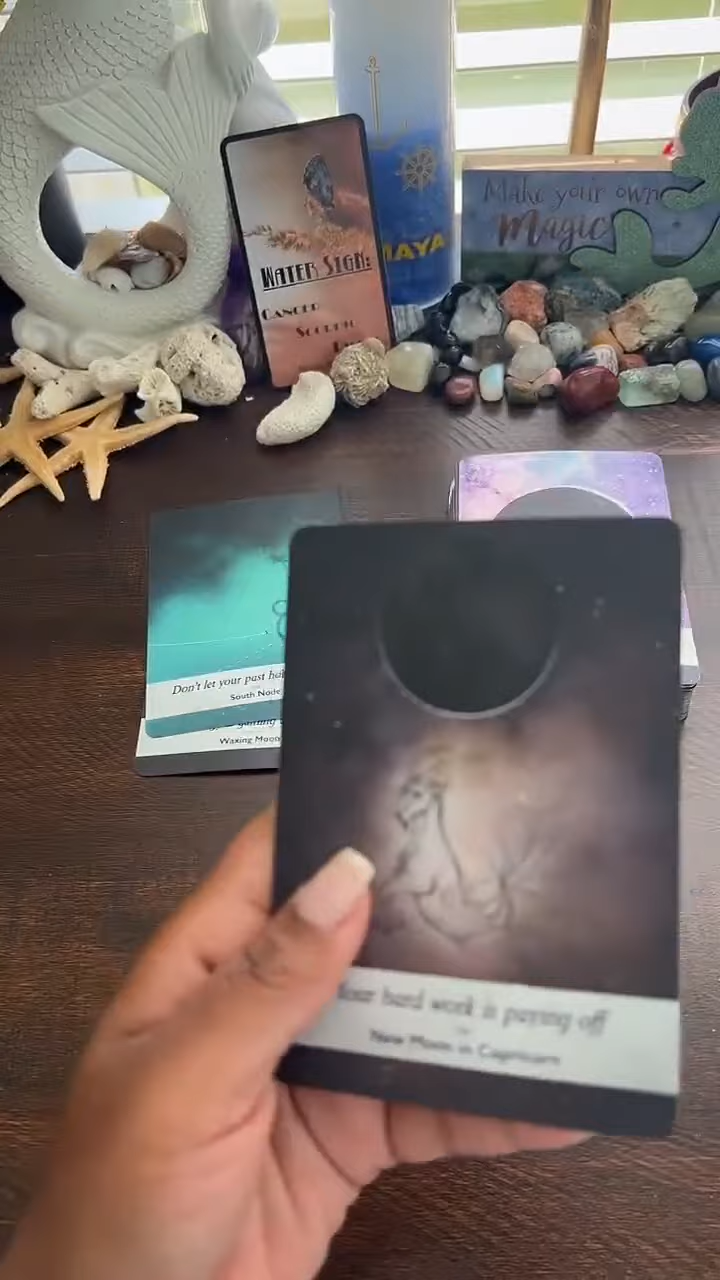 Make your own
Magic
MAYA
WATER SIGN:
CANCER
SCORPIO
Don't let your past
South Node
Waxing Moon
Your hard work is paying off
New Moon in Capricorn